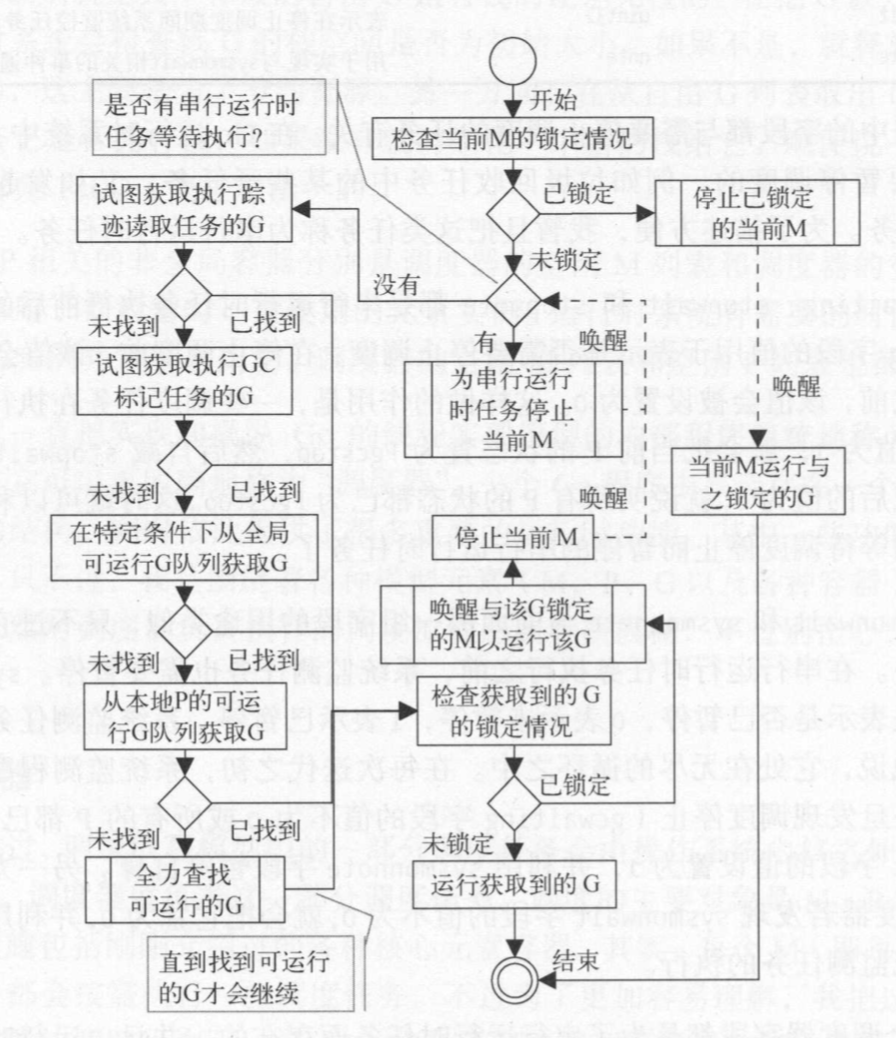 开始
是否有串行运行时
任务等待执行?
检查当前M的锁定情况
已锁定
停止已锁定
的当前M
试图获取执行踪
迹读取任务的G
未锁定
没有
未找到
已找到
有
唤醒
唤醒
试图获取执行GC
标记任务的G
为串行运行
时任务停止
当前M
未找到
已找到
当前M运行与
之锁定的G
唤醒
在特定条件下从全局
可运行G队列获取G
停止当前M
唤醒与该G锁定
的M以运行该G
未找到
已找到
从本地P的可运
行G队列获取G
检查获取到的G
的锁定情况
未找到
已找到
已锁定
未锁定
全力查找
可运行的G
运行获取到的G
直到找到可运行
的G才会继续
结束